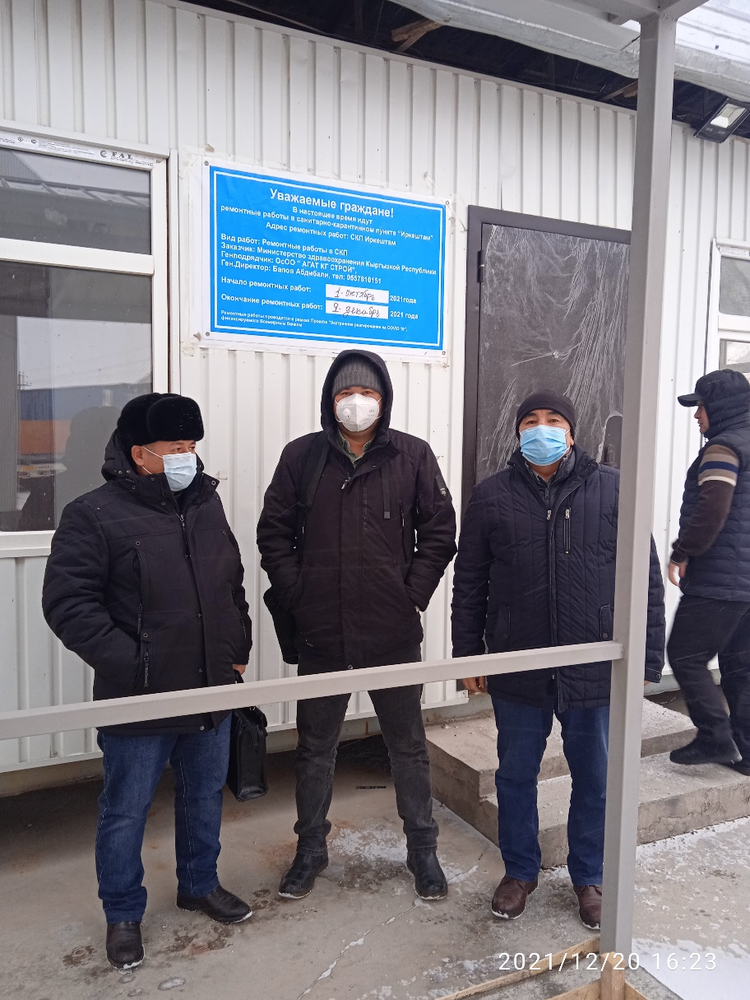 FAL
Уважаемые граждане!
В настоящее время идут
ремонтные работы в санитарно-карантинном пункте "Иркештам"
Адрес ремонтных работ: СКП Иркештам
Вид работ: Ремонтные работы в СКП
Заказчик: Министерство здравоохранения Кыргызкой Республики
Генподрядчик: ОсОО " АГАТ КГ СТРОЙ",
Ген.Директор: Бапов Абдибали, тел: 0557810151
Начало ремонтных работ: 1. октябрь 2021года
Окончание ремонтных работ: 9. декабрь 2021 года
Ремонтные работы проводятся в рамках Проекта "Экстренное реагирование на COVID 19",
финансируемого Всемирным банком
2021/12/20 16:23